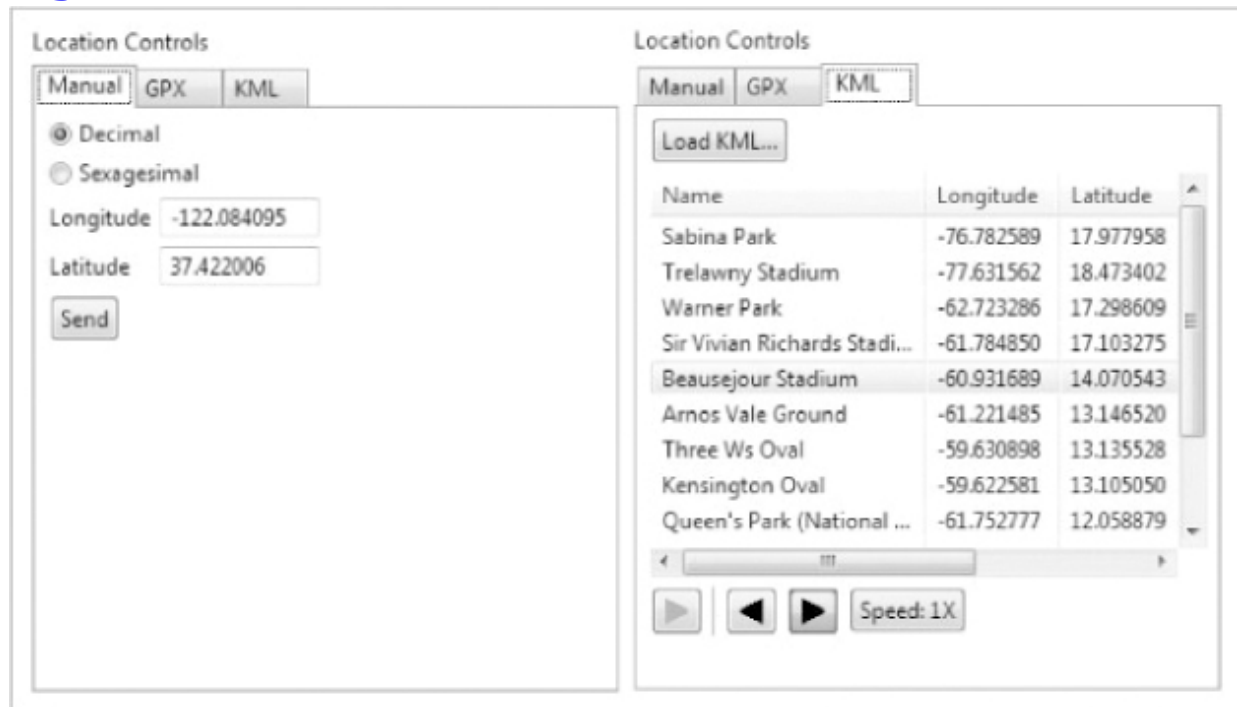 Location Controls
Manual GPX KML
Decimal
Sexagesimal
Longitude -122.084095
Latitude 37.422006
Send
Location Controls
Manual GPX KML
Load KML...
Name Longitude Latitude
Sabina Park -76.782589 17.977958
Trelawny Stadium -77.631562 18.473402
Warner Park -62.723286 17.298609
Sir Vivian Richards Stadi... -61.784850 17.103275
Beausejour Stadium -60.931689 14.070543
Arnos Vale Ground -61.221485 13.146520
Three Ws Oval -59.630898 13.135528
Kensington Oval -59.622581 13.105050
Queen's Park (National ... -61.752777 12.058879
Speed: 1X